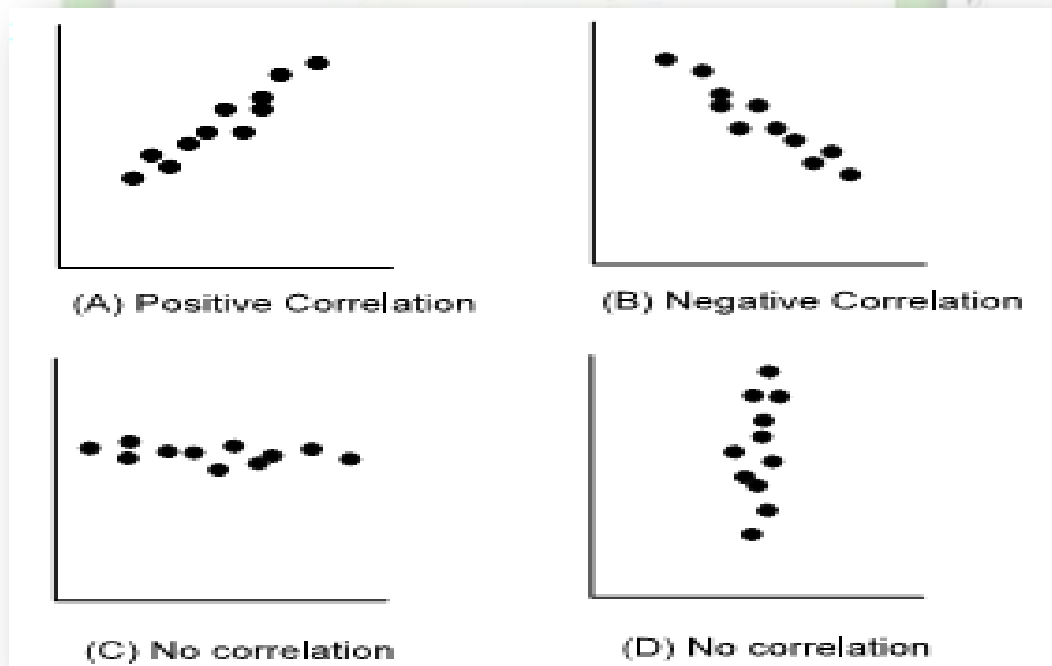 (A) Positive Correlation
(B) Negative Correlation
(C) No correlation
(D) No correlation